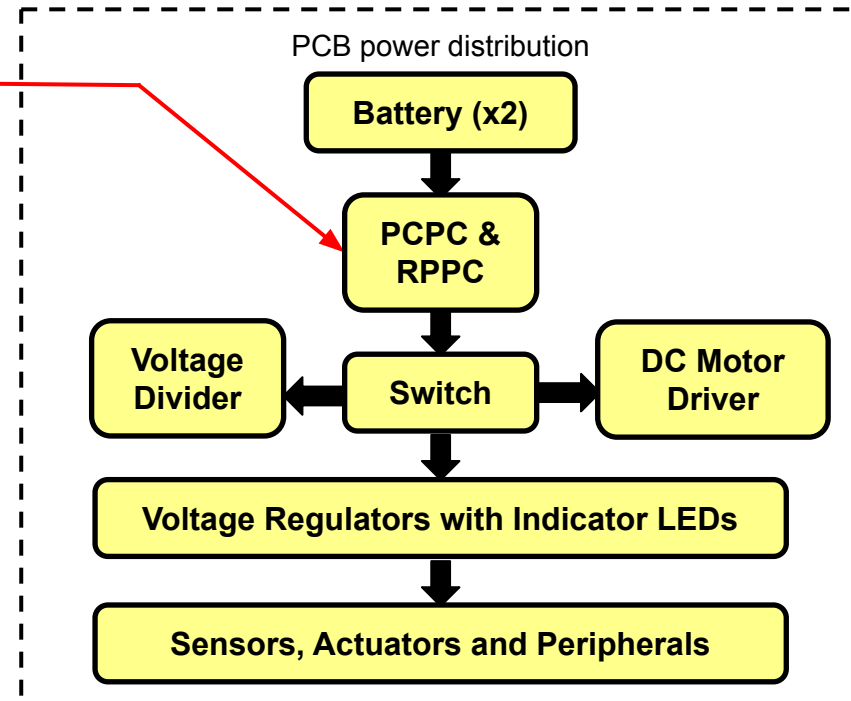 PCB power distribution
Battery (x2)
PCPC &
RPPC
Voltage
Divider
Switch
DC Motor
Driver
Voltage Regulators with Indicator LEDs
Sensors, Actuators and Peripherals